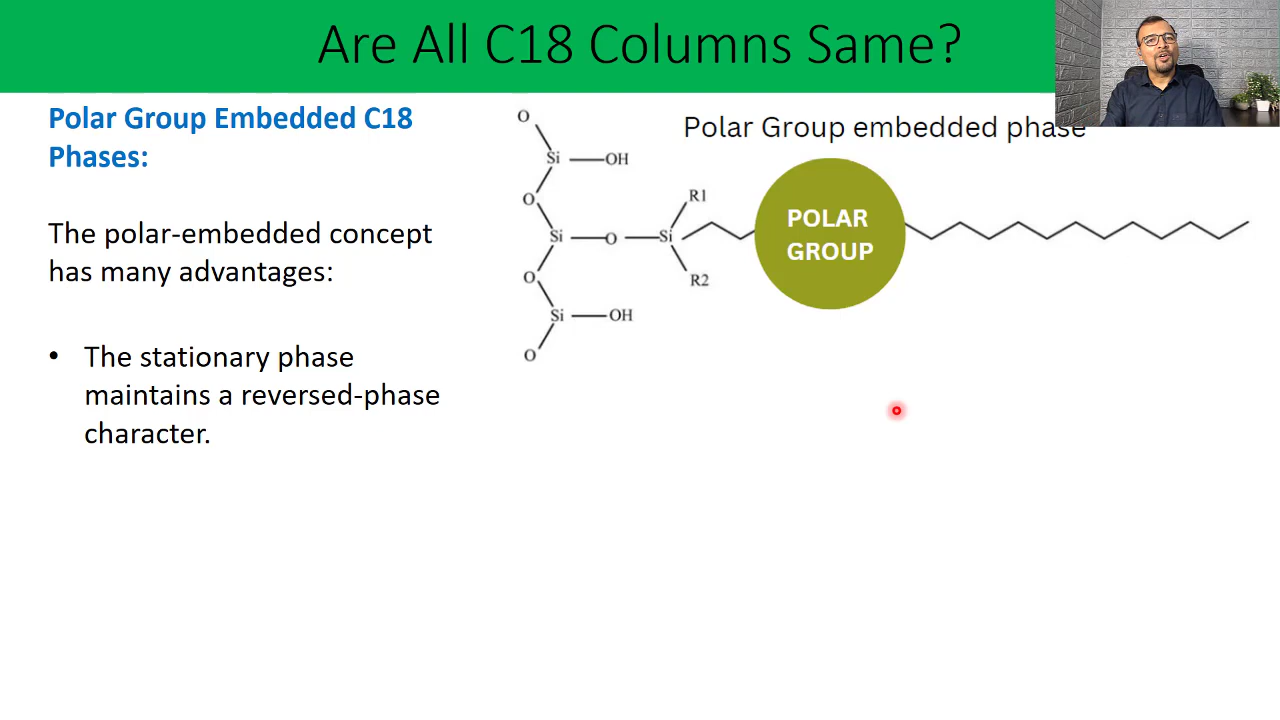 Are All C18 Columns Same?
Polar Group Embedded C18
Phases:
The polar-embedded concept
has many advantages:
• The stationary phase
maintains a reversed-phase
character.
Polar Group embedded phase
O
Si
OH
O
R1
Si
O
Si
POLAR
GROUP
R2
O
Si
OH
O